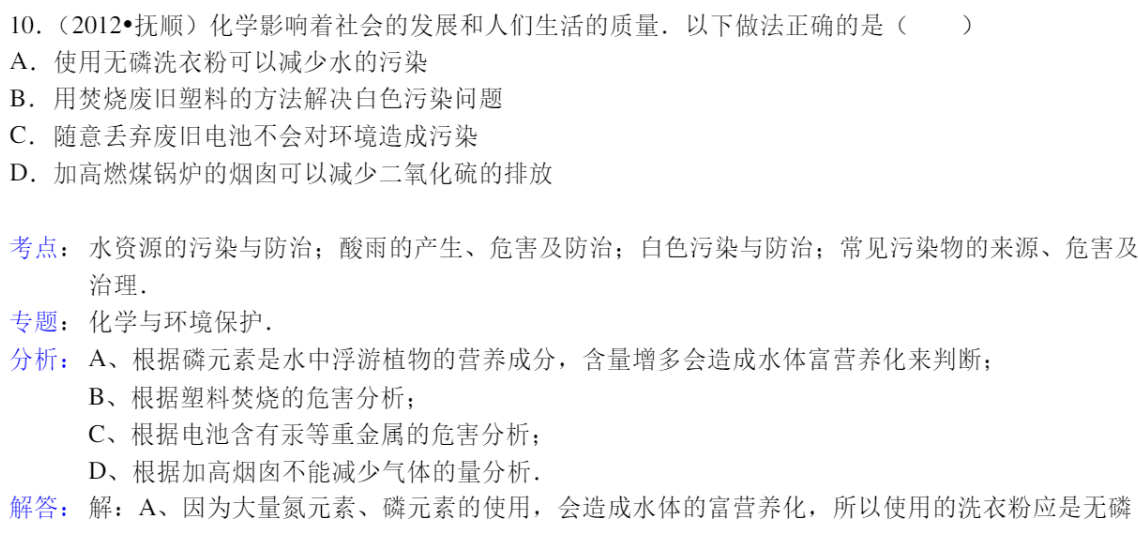 10．（2012•抚顺）化学影响着社会的发展和人们生活的质量．以下做法正确的是（　　）
A．使用无磷洗衣粉可以减少水的污染
B．用焚烧废旧塑料的方法解决白色污染问题
C．随意丢弃废旧电池不会对环境造成污染
D．加高燃煤锅炉的烟囱可以减少二氧化硫的排放
考点：水资源的污染与防治；酸雨的产生、危害及防治；白色污染与防治；常见污染物的来源、危害及
治理．
专题：化学与环境保护．
分析：A、根据磷元素是水中浮游植物的营养成分，含量增多会造成水体富营养化来判断；
B、根据塑料焚烧的危害分析；
C、根据电池含有汞等重金属的危害分析；
D、根据加高烟囱不能减少气体的量分析．
解答：解：A、因为大量氮元素、磷元素的使用，会造成水体的富营养化，所以使用的洗衣粉应是无磷